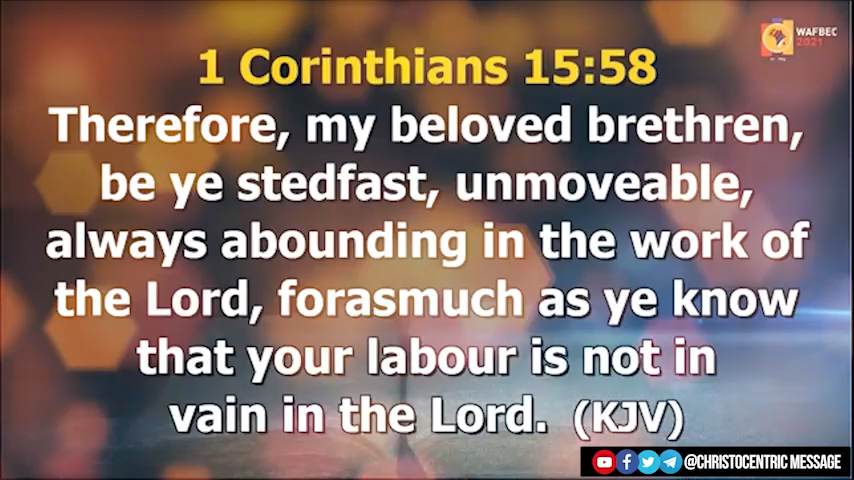 WAFBEC
2021
1 Corinthians 15:58
Therefore, my beloved brethren,
be ye stedfast, unmoveable,
always abounding in the work of
the Lord, forasmuch as ye know
that your labour is not in
vain in the Lord. (KJV)
@CHRISTOCENTRIC MESSAGE